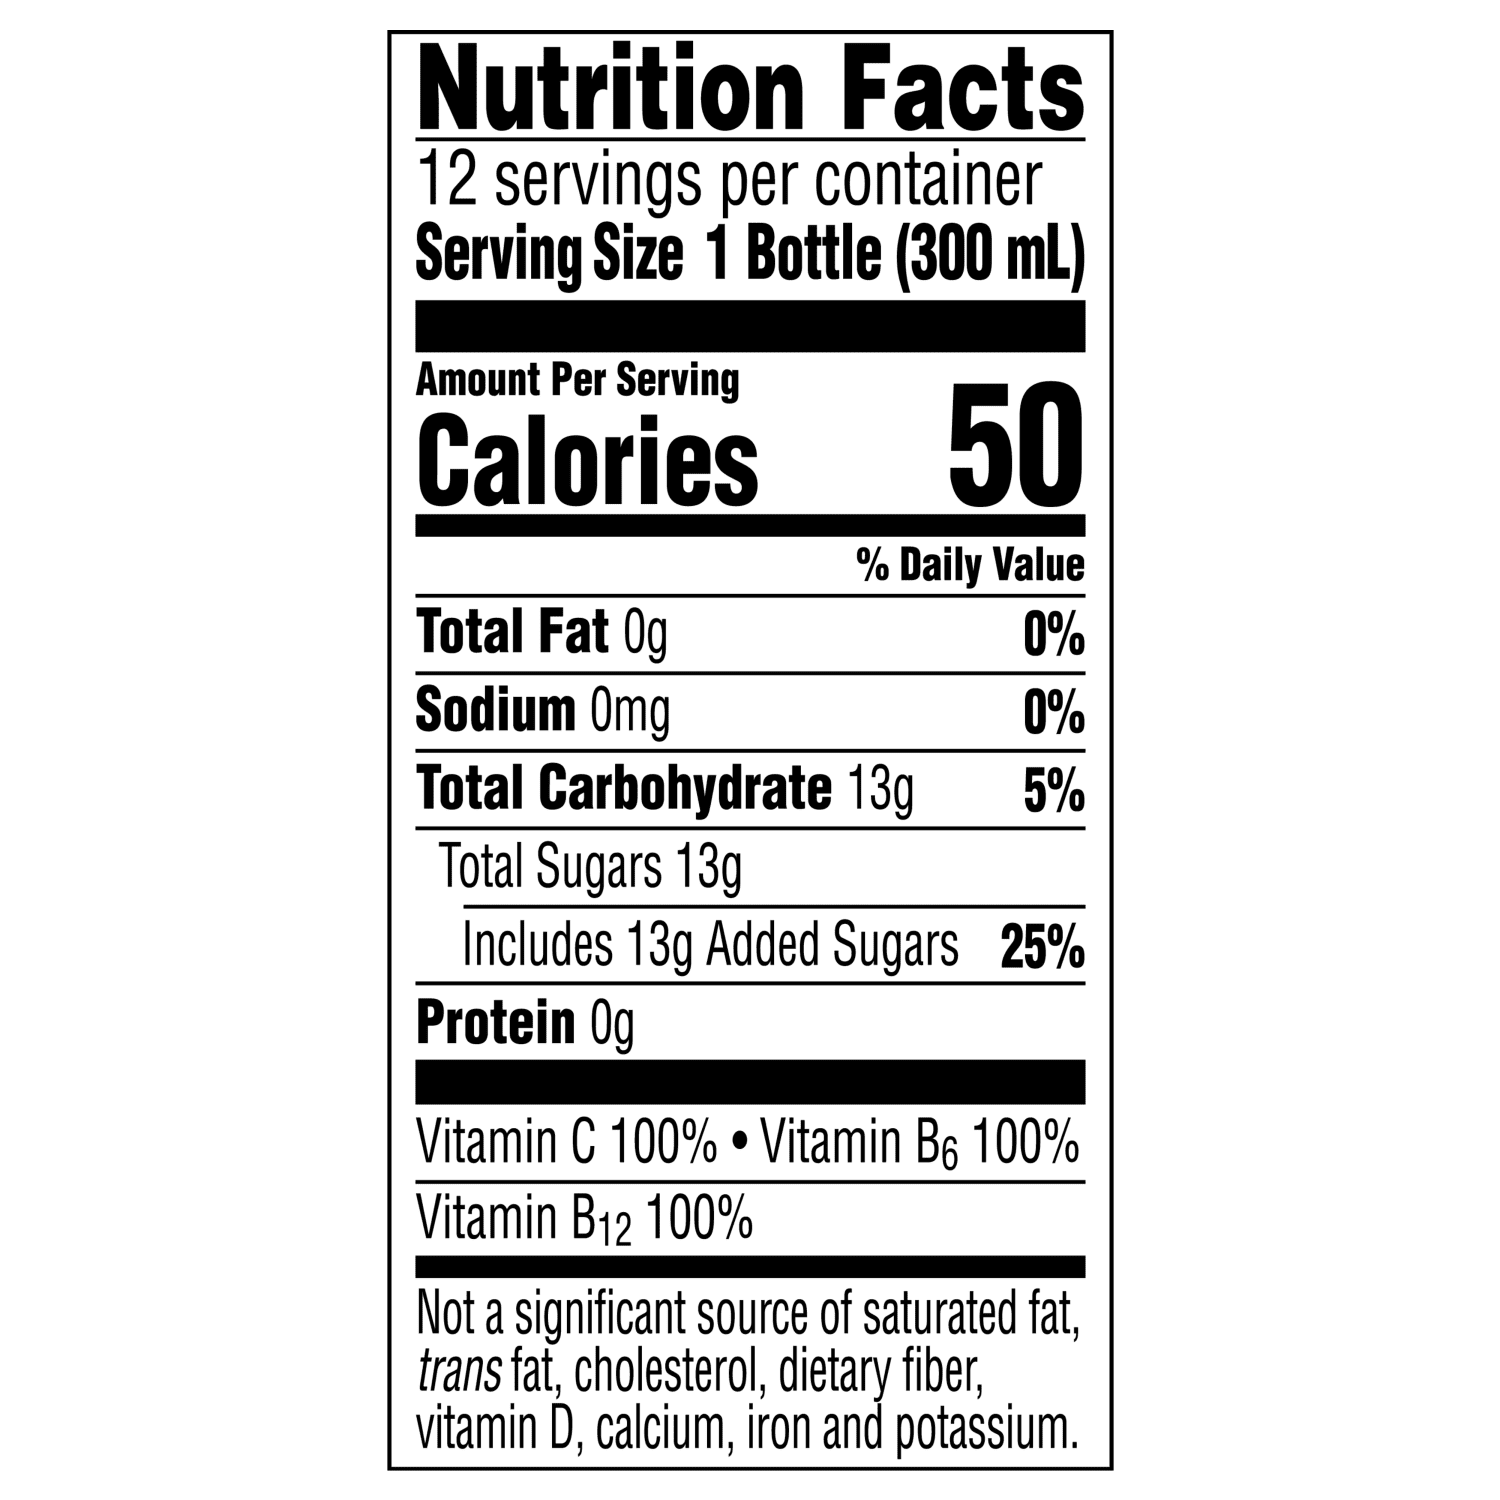 Nutrition Facts
12 servings per container
Serving Size 1 Bottle (300 mL)
Amount Per Serving
Calories 50
% Daily Value
Total Fat 0g 0%
Sodium 0mg 0%
Total Carbohydrate 13g 5%
Total Sugars 13g
Includes 13g Added Sugars 25%
Protein 0g
Vitamin C 100% • Vitamin B6 100%
Vitamin B12 100%
Not a significant source of saturated fat,
trans fat, cholesterol, dietary fiber,
vitamin D, calcium, iron and potassium.